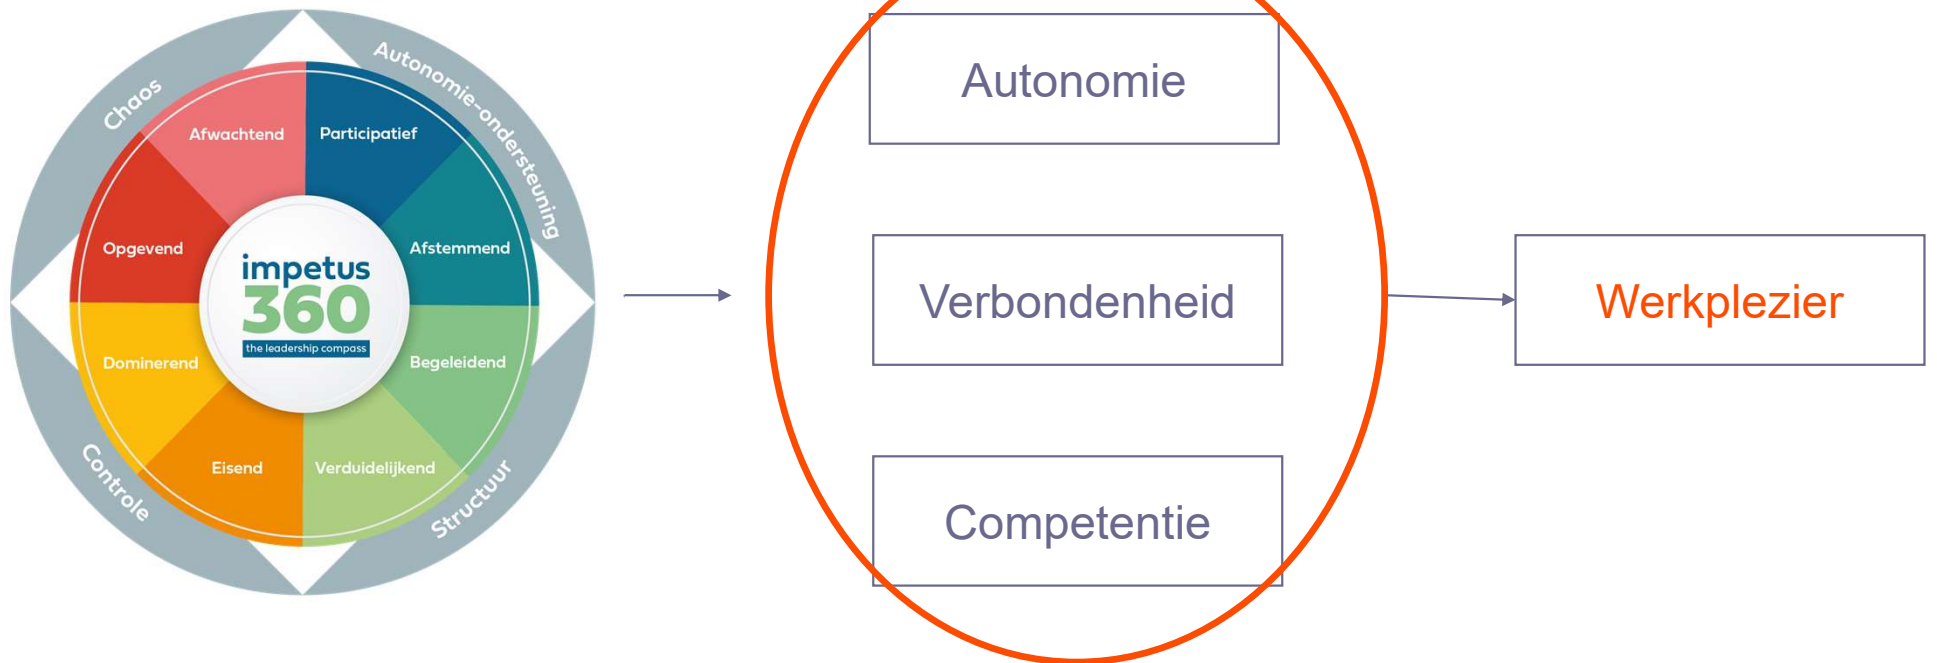 Chaos
Autonomie-ondersteuning
Afwachtend
Participatief
Opgevend
Afstemmend
impetus
360
the leadership compass
Dominerend
Begeleidend
Eisend
Verduidelijkend
Controle
Structuur
Autonomie
Verbondenheid
Competentie
Werkplezier